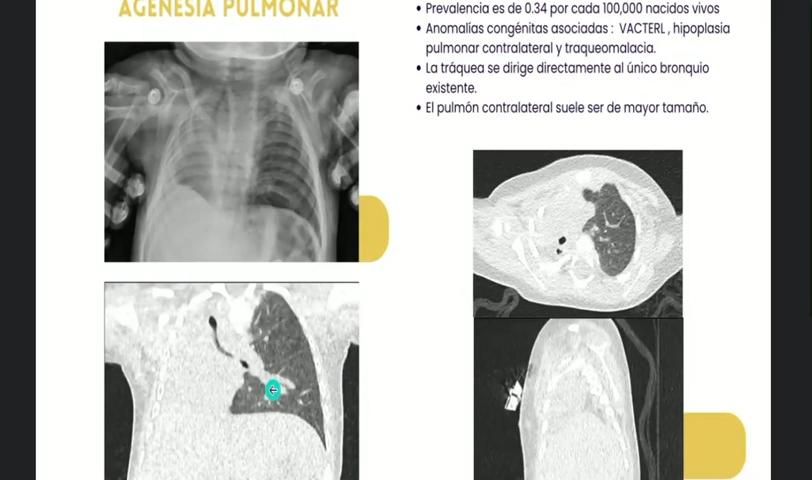 AGENESIA PULMONAR
• Prevalencia es de 0.34 por cada 100,000 nacidos vivos
• Anomalías congénitas asociadas : VACTERL , hipoplasia
pulmonar contralateral y traqueomalacia.
• La tráquea se dirige directamente al único bronquio
existente.
• El pulmón contralateral suele ser de mayor tamaño.